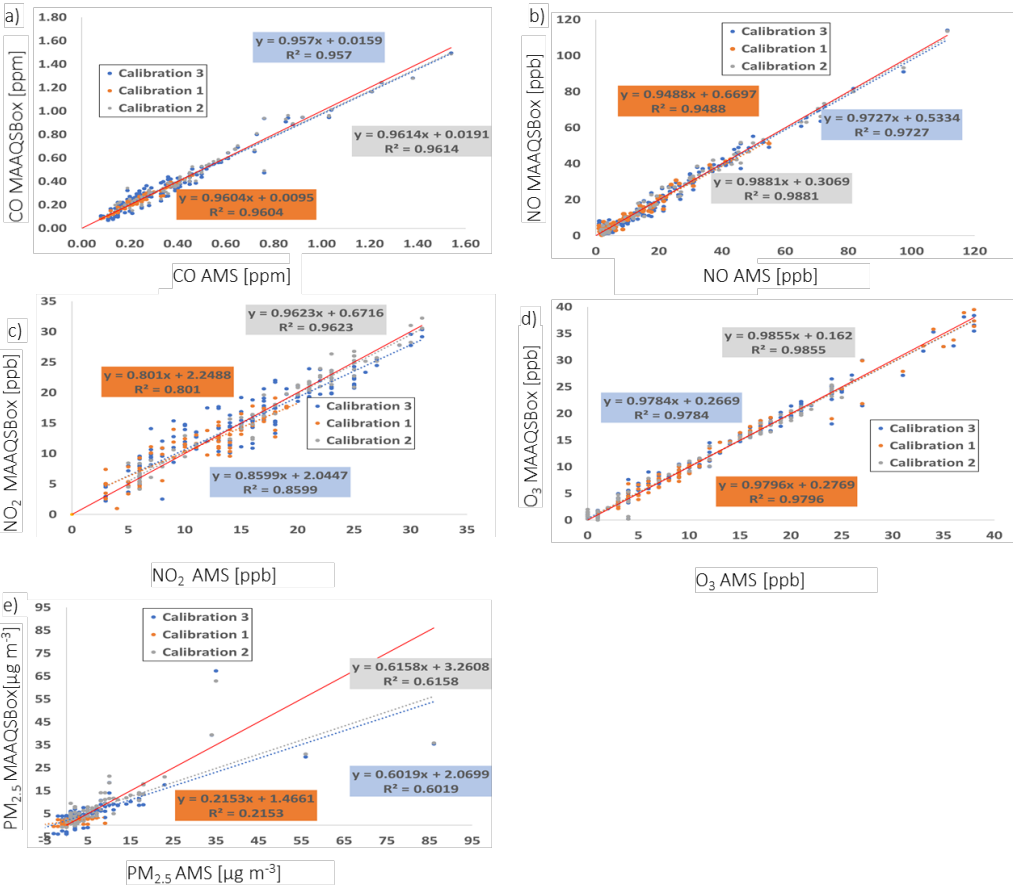 a)
CO MAAQSBox [ppm]
1.80
1.60
1.40
1.20
1.00
0.80
0.60
0.40
0.20
0.00
0.00 0.20 0.40 0.60 0.80 1.00 1.20 1.40 1.60
y = 0.957x + 0.0159
R² = 0.957
Calibration 3
Calibration 1
Calibration 2
y = 0.9614x + 0.0191
R² = 0.9614
y = 0.9604x + 0.0095
R² = 0.9604
CO AMS [ppm]
b)
NO MAAQSBox [ppb]
120
100
80
60
40
20
0
0 20 40 60 80 100 120
Calibration 3
Calibration 1
Calibration 2
y = 0.9488x + 0.6697
R² = 0.9488
y = 0.9727x + 0.5334
R² = 0.9727
y = 0.9881x + 0.3069
R² = 0.9881
NO AMS [ppb]
c)
NO₂ MAAQSBox [ppb]
35
30
25
20
15
10
5
0
0 5 10 15 20 25 30 35
y = 0.9623x + 0.6716
R² = 0.9623
y = 0.801x + 2.2488
R² = 0.801
Calibration 3
Calibration 1
Calibration 2
y = 0.8599x + 2.0447
R² = 0.8599
NO₂ AMS [ppb]
d)
O₃ MAAQSBox [ppb]
40
35
30
25
20
15
10
5
0
0 5 10 15 20 25 30 35 40
y = 0.9855x + 0.162
R² = 0.9855
y = 0.9784x + 0.2669
R² = 0.9784
Calibration 3
Calibration 1
Calibration 2
y = 0.9796x + 0.2769
R² = 0.9796
O₃ AMS [ppb]
e)
PM₂.₅ MAAQSBox[µg m⁻³]
95
85
75
65
55
45
35
25
15
5
-5
-5 5 15 25 35 45 55 65 75 85 95
Calibration 3
Calibration 1
Calibration 2
y = 0.6158x + 3.2608
R² = 0.6158
y = 0.6019x + 2.0699
R² = 0.6019
y = 0.2153x + 1.4661
R² = 0.2153
PM₂.₅ AMS [µg m⁻³]